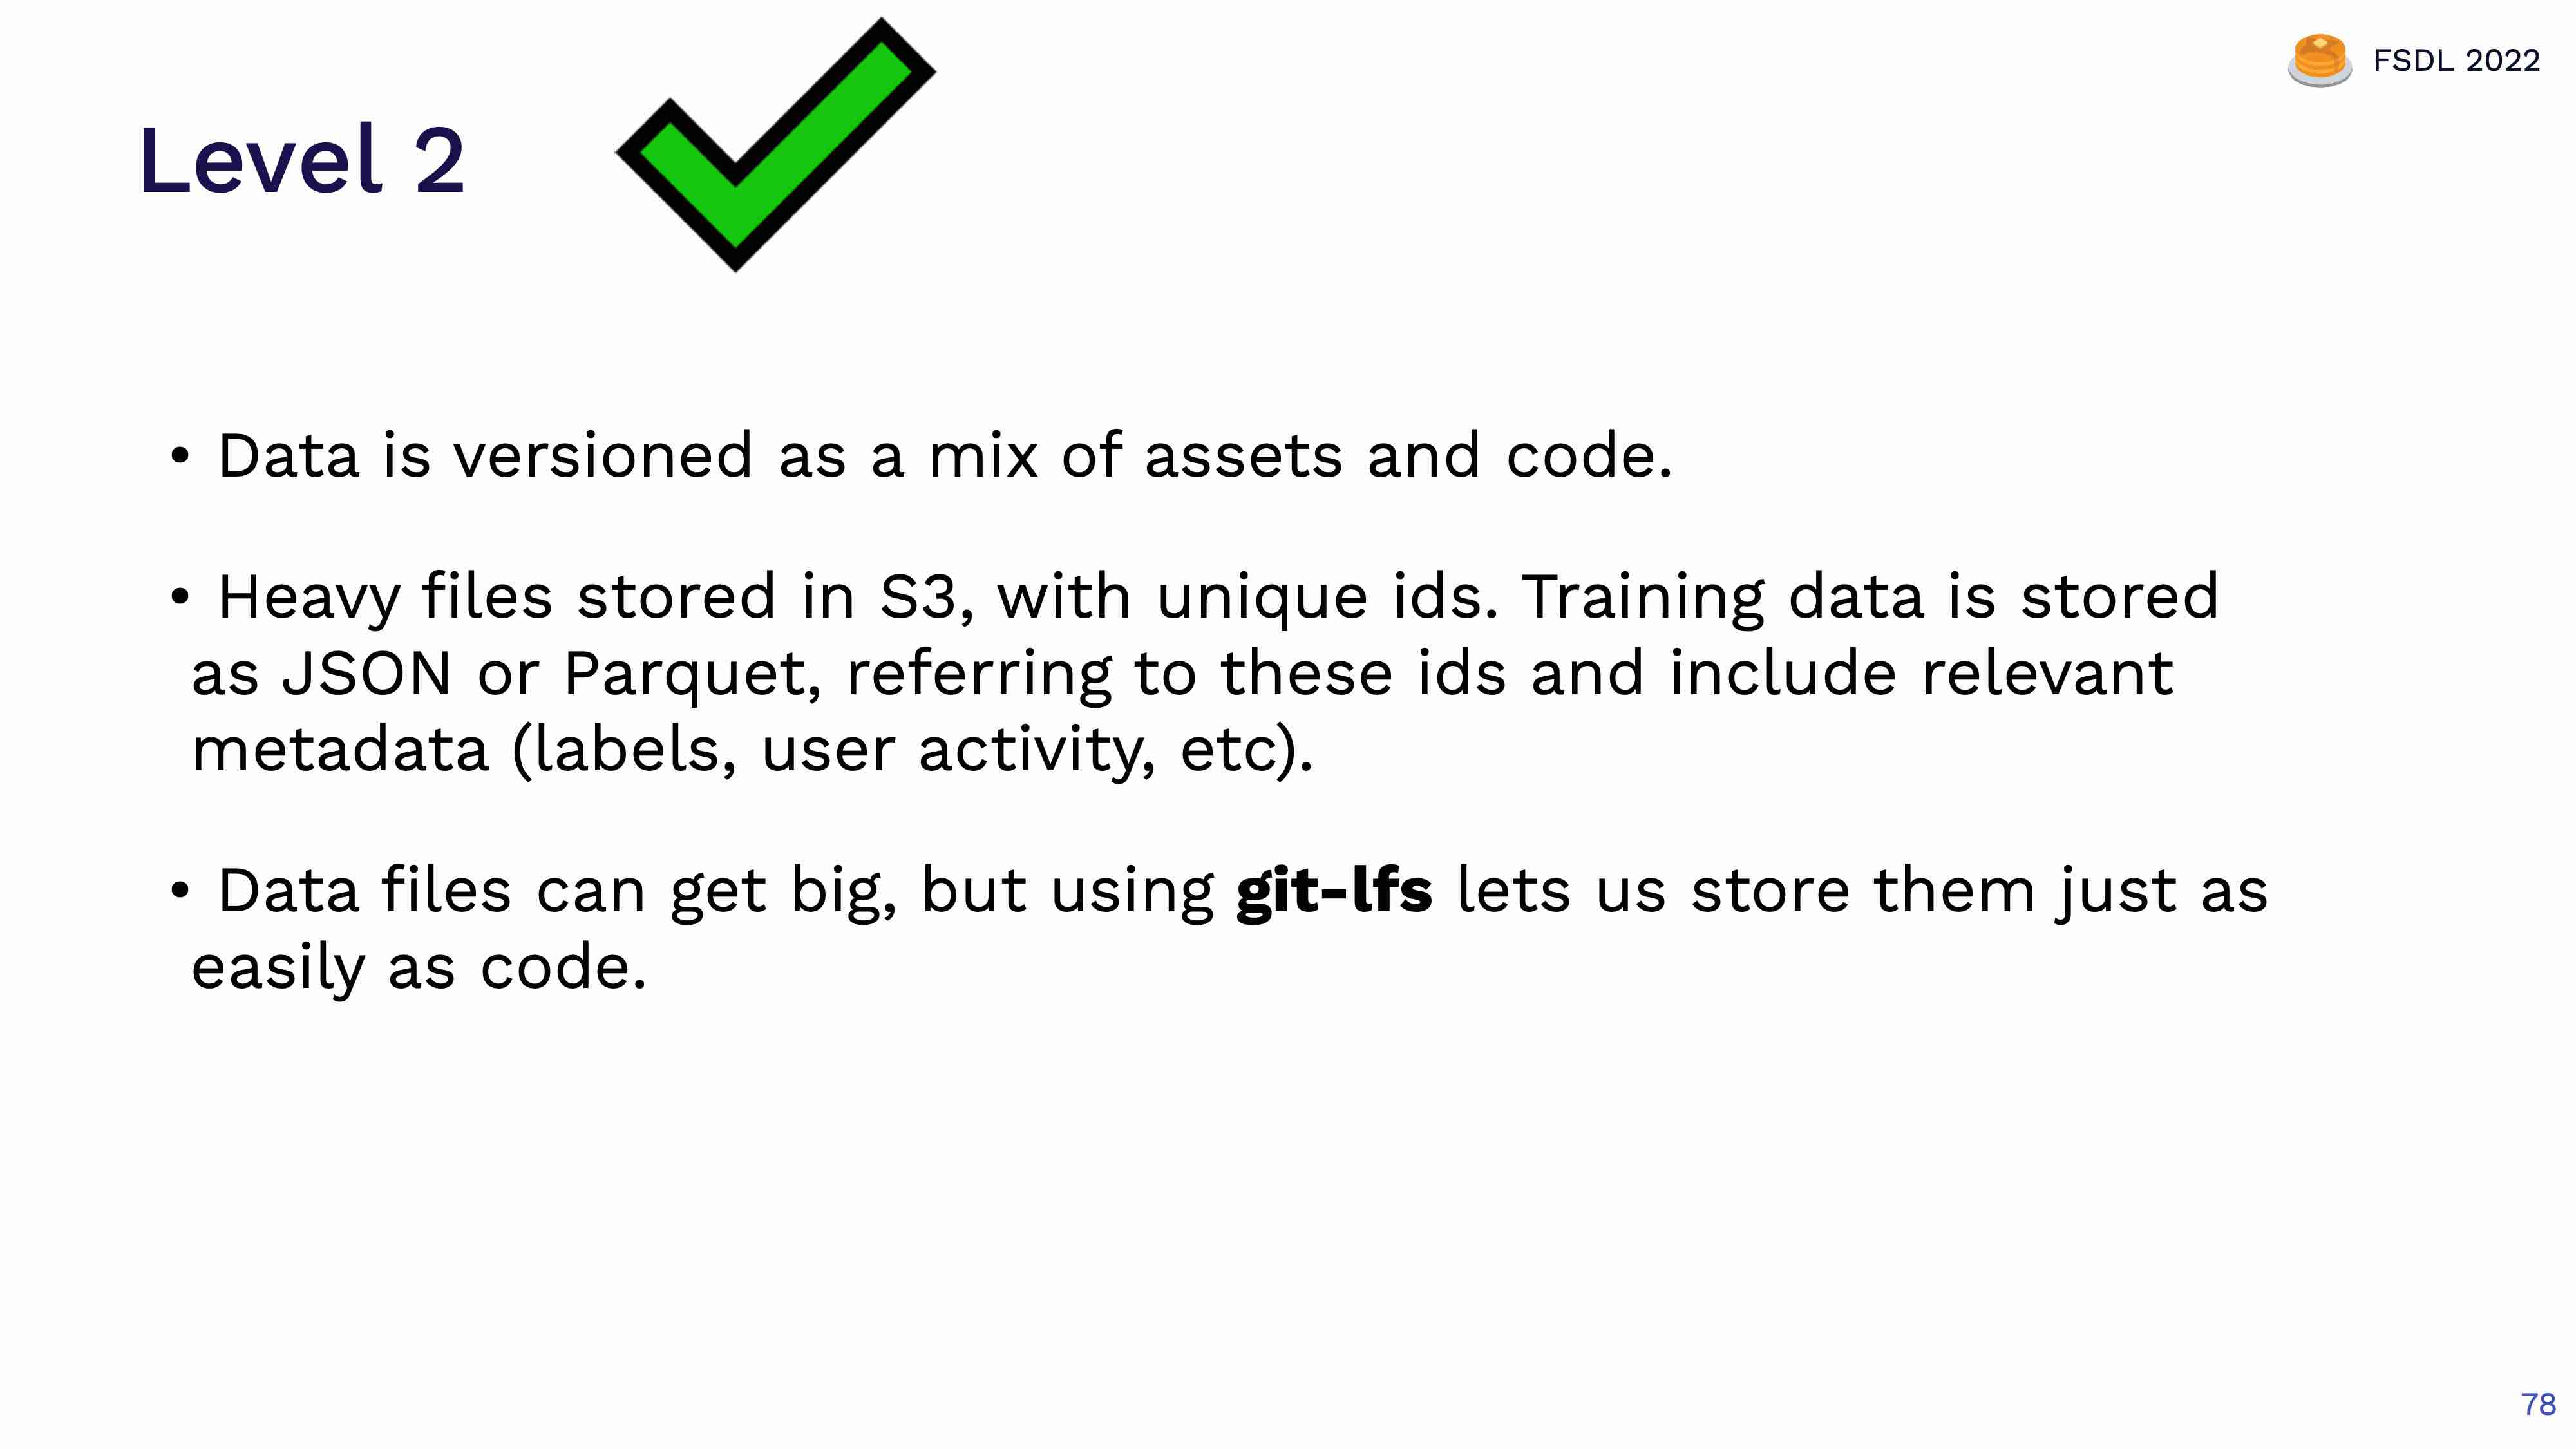 FSDL 2022
Level 2
• Data is versioned as a mix of assets and code.
• Heavy files stored in S3, with unique ids. Training data is stored
as JSON or Parquet, referring to these ids and include relevant
metadata (labels, user activity, etc).
• Data files can get big, but using git-lfs lets us store them just as
easily as code.
78